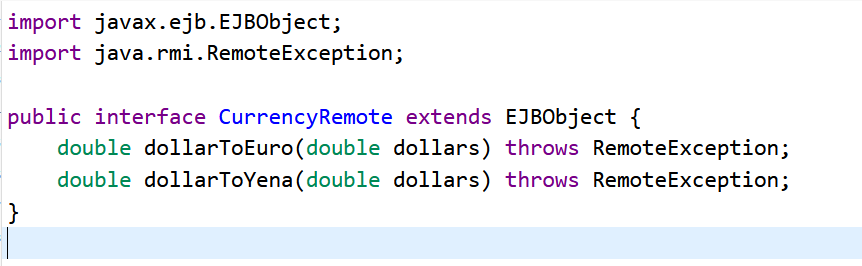 import javax.ejb.EJBObject;
import java.rmi.RemoteException;
public interface CurrencyRemote extends EJBObject {
double dollarToEuro(double dollars) throws RemoteException;
double dollarToYena(double dollars) throws RemoteException;
}